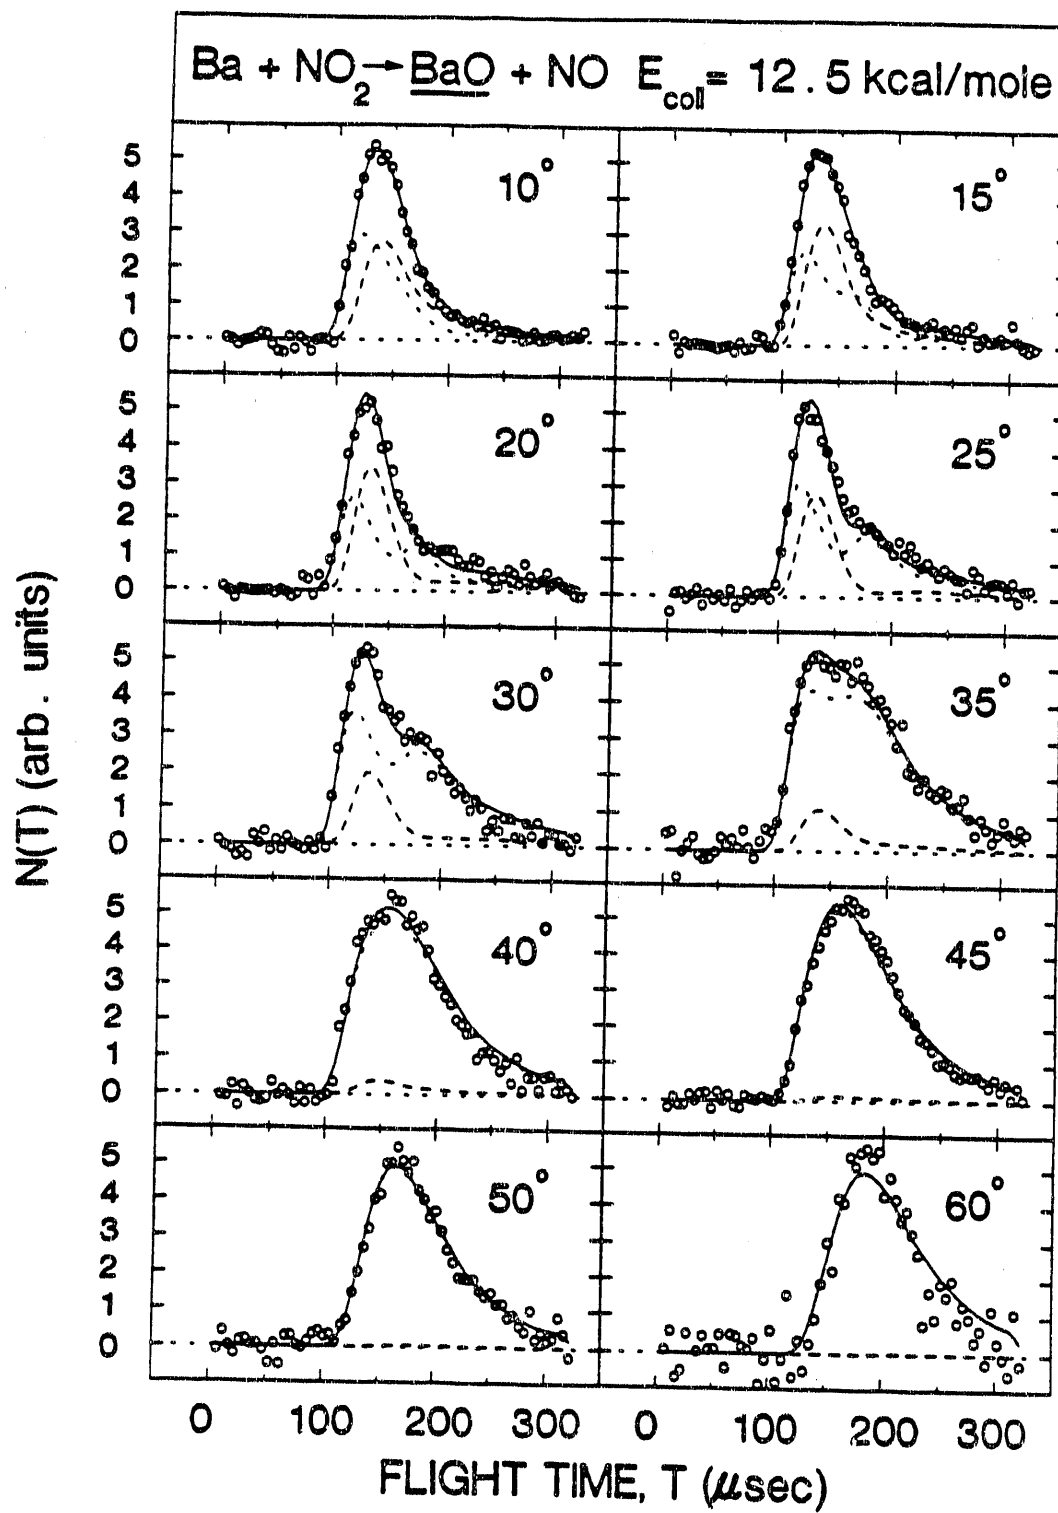 Ba + NO₂→BaO + NO E_coll= 12.5 kcal/mole
5 4 3 2 1 0 10° 15°
5 4 3 2 1 0 20° 25°
5 4 3 2 1 0 30° 35°
5 4 3 2 1 0 40° 45°
5 4 3 2 1 0 50° 60°
N(T) (arb. units)
0 100 200 300 0 100 200 300
FLIGHT TIME, T (μsec)